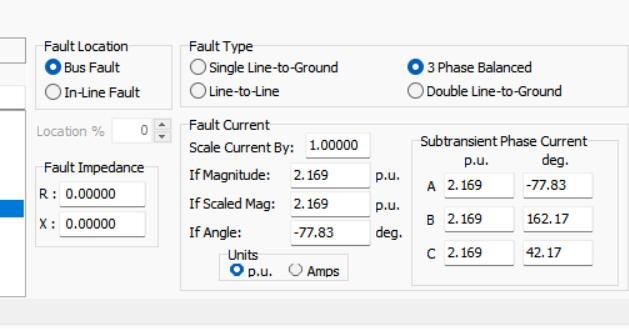 Fault Location
Bus Fault
In-Line Fault
Fault Type
Single Line-to-Ground
3 Phase Balanced
Line-to-Line
Double Line-to-Ground
Location % 0
Fault Impedance
R : 0.00000
X : 0.00000
Fault Current
Scale Current By: 1.00000
If Magnitude: 2.169 p.u.
If Scaled Mag: 2.169 p.u.
If Angle: -77.83 deg.
Units
p.u. Amps
Subtransient Phase Current
p.u. deg.
A 2.169 -77.83
B 2.169 162.17
C 2.169 42.17